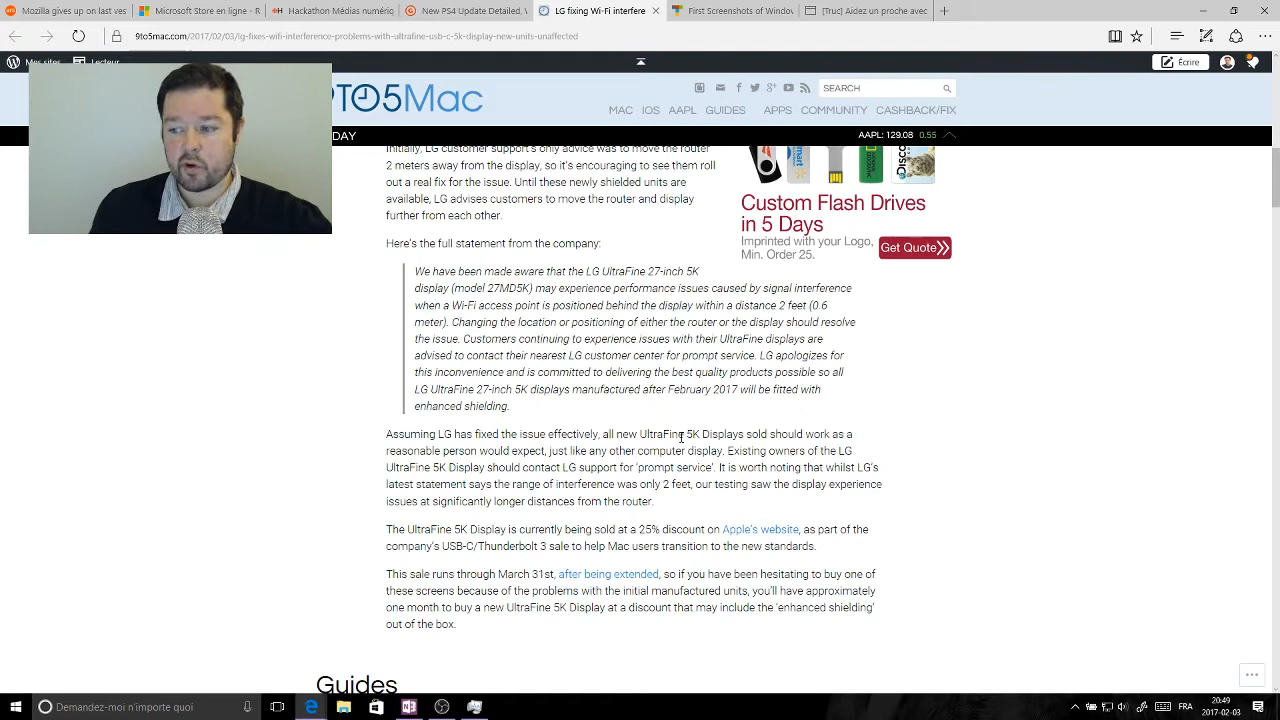 Mozilla gives up on last ves
Microsoft Store en ligne - R
Hackathon Médias numériq
New PS4 Update Detailed. V
LG fixing Wi-Fi interfere
First Screenshots of Window
[Truc] Aidez un proche avec
9to5mac.com/2017/02/03/lg-fixes-wifi-interference-problems-with-ultrafine-usb-c-5k-display-new-units-unaffected
Mes sites
Lecteur
Écrire
TO5Mac
SEARCH
MAC IOS AAPL GUIDES APPS COMMUNITY CASHBACK/FIX
DAY
AAPL: 129.08 0.55
Initially, LG customer support's only advice was to move the router
2 meters away from the display, so it's encouraging to see them roll
out a real fix for the issue. Until these newly shielded units are
available, LG advises customers to move the router and display
further from each other.
Custom Flash Drives
in 5 Days
Imprinted with your Logo,
Min. Order 25.
Get Quote
Here's the full statement from the company:
We have been made aware that the LG UltraFine 27-inch 5K
display (model 27MD5K) may experience performance issues caused by signal interference
when a Wi-Fi access point is positioned behind the display within a distance 2 feet (0.6
meter). Changing the location or positioning of either the router or the display should resolve
the issue. Customers continuing to experience issues with their UltraFine displays are
advised to contact their nearest LG customer center for prompt service. LG apologizes for
this inconvenience and is committed to delivering the best quality products possible so all
LG UltraFine 27-inch 5K displays manufactured after February 2017 will be fitted with
enhanced shielding.
Assuming LG has fixed the issue effectively, all new UltraFine 5K Displays sold should work as a
reasonable person would expect, just like any other computer display. Existing owners of the LG
UltraFine 5K Display should contact LG support for 'prompt service'. It is worth noting that whilst LG's
latest statement says the range of interference was only 2 feet, our testing saw the display experience
issues at significantly longer distances from the router.
The UltraFine 5K Display is currently being sold at a 25% discount on Apple's website, as part of the
company's USB-C/Thunderbolt 3 sale to help Mac users transition to the new standards.
This sale runs through March 31st, after being extended, so if you have been hesitating to buy one of
these screens because of the problems with the initial manufactured units, you'll have approximately
one month to buy a new UltraFine 5K Display at a discount that may include the 'enhanced shielding'
out of the box.
Guides
Demandez-moi n'importe quoi
FRA
20:49
2017-02-03